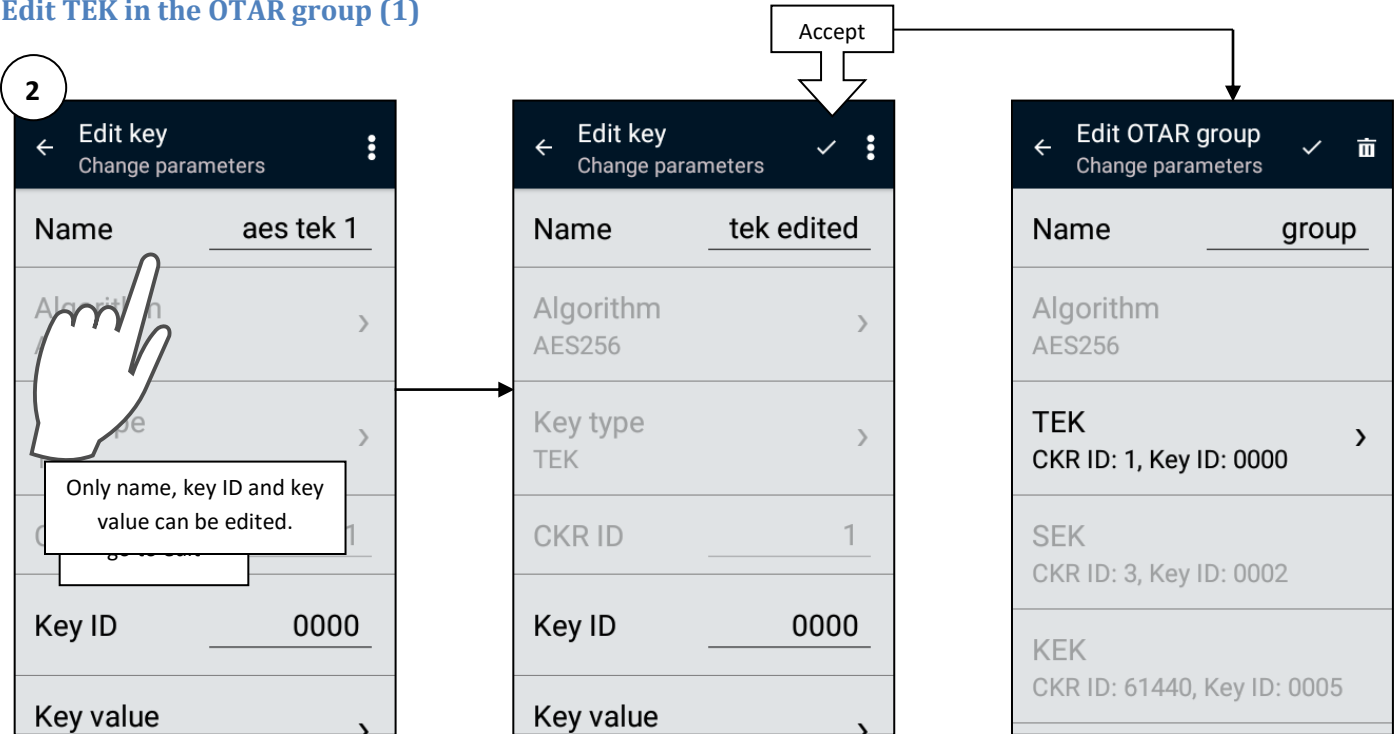 Edit TEK in the OTAR group (1)
Accept
2
Edit key
Change parameters
Name aes tek 1
1
Only name, key ID and key
value can be edited.
Key ID 0000
Key value
Edit key
Change parameters
Name tek edited
Algorithm
AES256
Key type
TEK
CKR ID 1
Key ID 0000
Key value
Edit OTAR group
Change parameters
Name group
Algorithm
AES256
TEK
CKR ID: 1, Key ID: 0000
SEK
CKR ID: 3, Key ID: 0002
KEK
CKR ID: 61440, Key ID: 0005